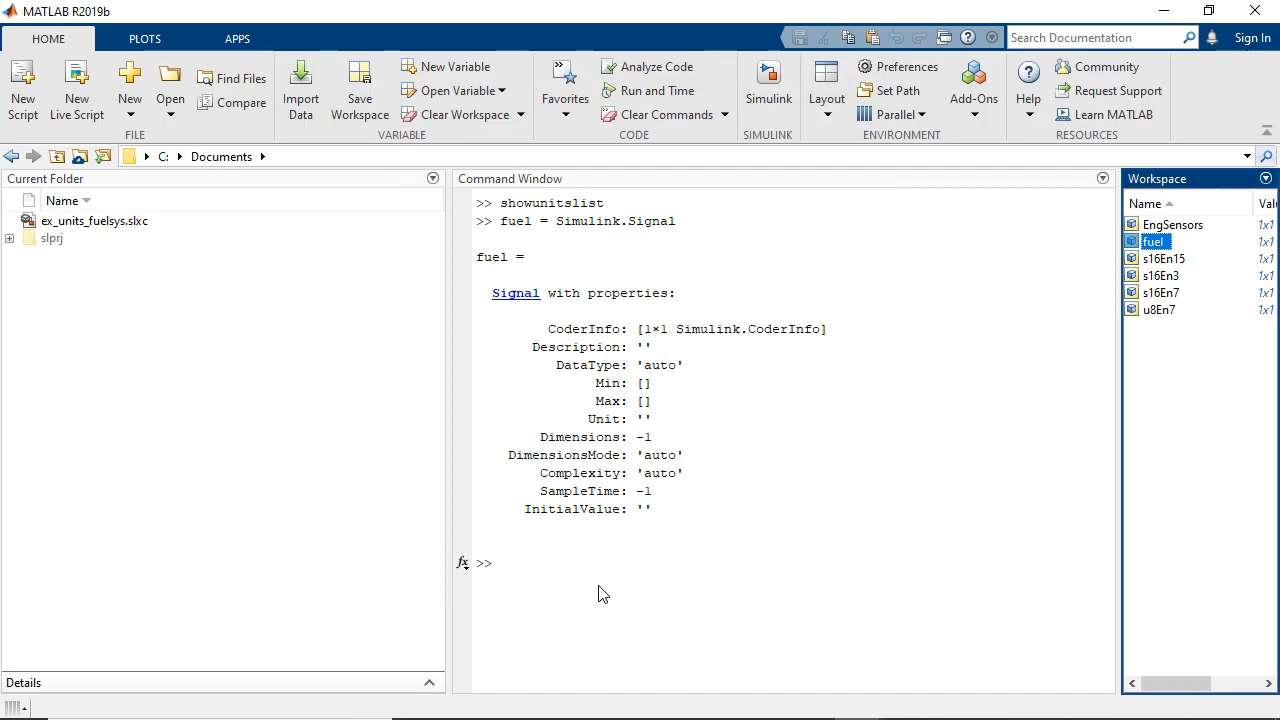 MATLAB R2019b
HOME PLOTS APPS
Search Documentation
Sign In
New Script
New Live Script
New
Open
Find Files
Compare
FILE
Import Data
Save Workspace
New Variable
Open Variable
Clear Workspace
VARIABLE
Favorites
Analyze Code
Run and Time
Clear Commands
CODE
Simulink
SIMULINK
Layout
Preferences
Set Path
Parallel
Add-Ons
ENVIRONMENT
Help
Community
Request Support
Learn MATLAB
RESOURCES
C: Documents
Current Folder
Name
ex_units_fuelsys.slxc
slprj
Details
Command Window
>> showunitslist
>> fuel = Simulink.Signal
fuel =
Signal with properties:
CoderInfo: [1×1 Simulink.CoderInfo]
Description: ''
DataType: 'auto'
Min: []
Max: []
Unit: ''
Dimensions: -1
DimensionsMode: 'auto'
Complexity: 'auto'
SampleTime: -1
InitialValue: ''
fx >>
Workspace
Name Valu
EngSensors 1x1
fuel 1x1
s16En15 1x1
s16En3 1x1
s16En7 1x1
u8En7 1x1